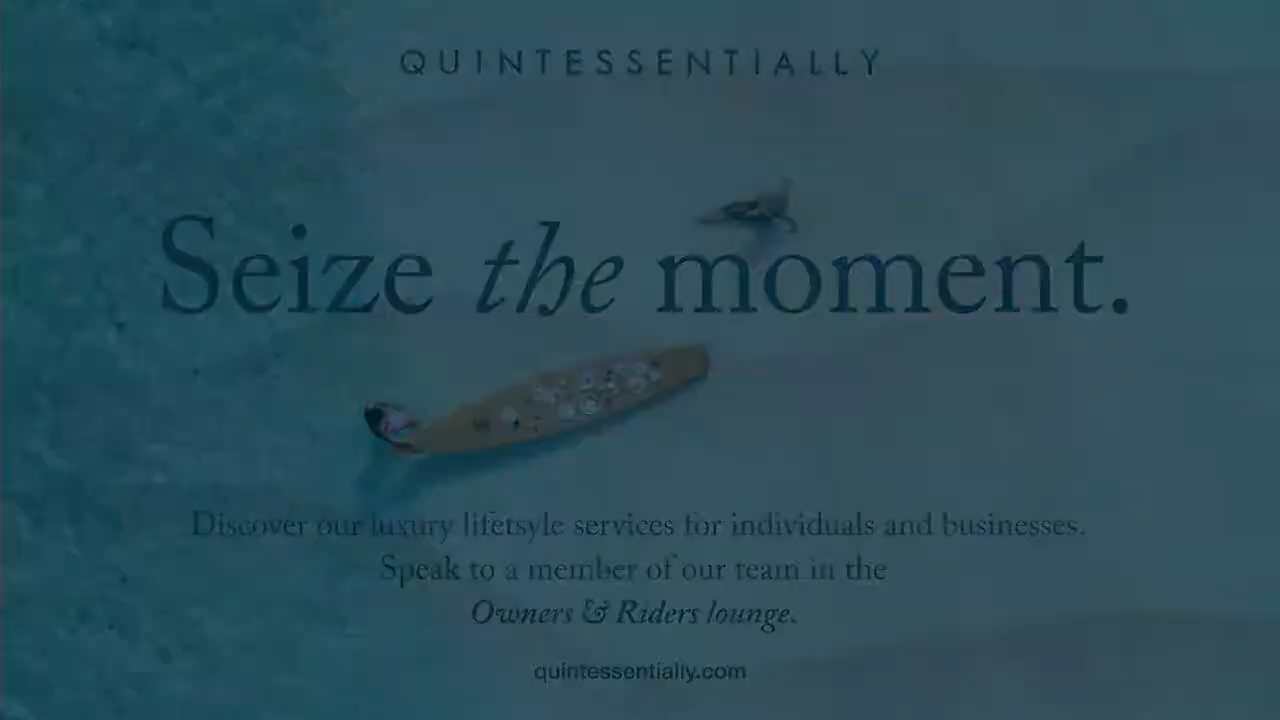 QUINTESSENTIALLY
Seize the moment.
Discover our luxury lifetsyle services for individuals and businesses.
Speak to a member of our team in the
Owners & Riders lounge.
quintessentially.com